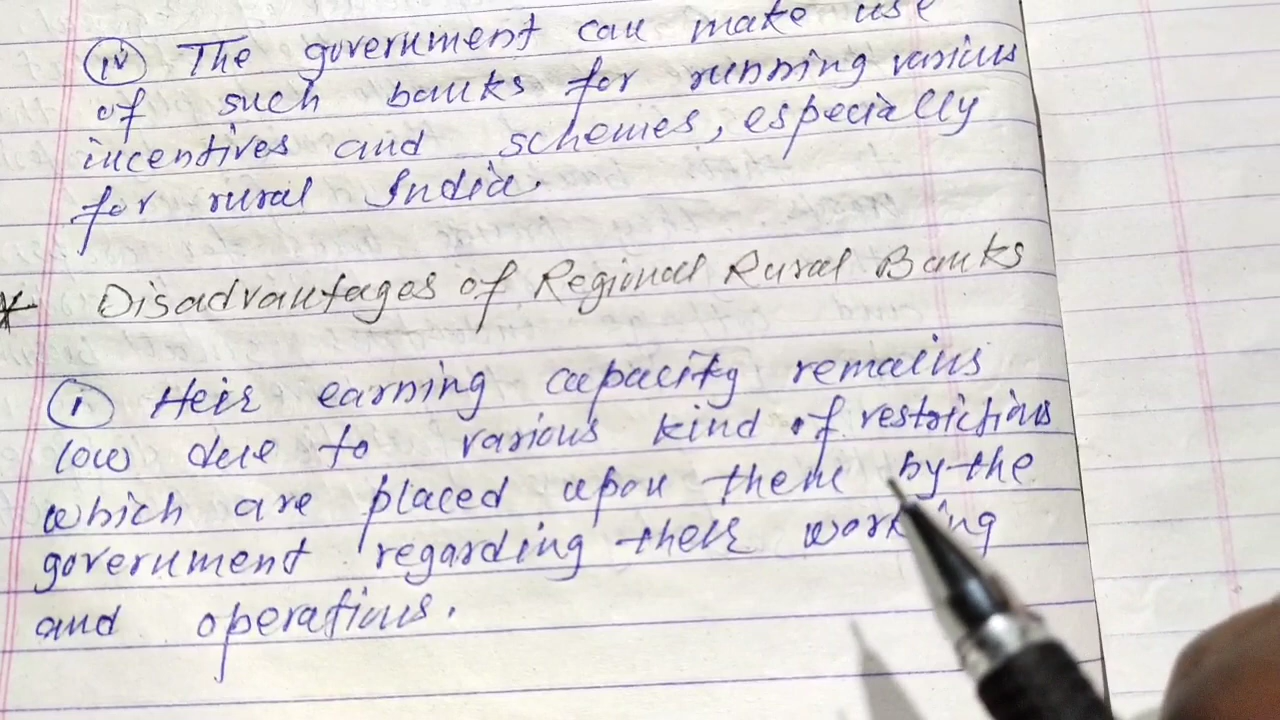 (iv) The government can make use
of such banks for running various
incentives and schemes, especially
for rural India.
* Disadvantages of Regional Rural Banks
(i) Heir earning capacity remains
low due to various kind of restrictions
which are placed upon them by the
government regarding their working
and operations.